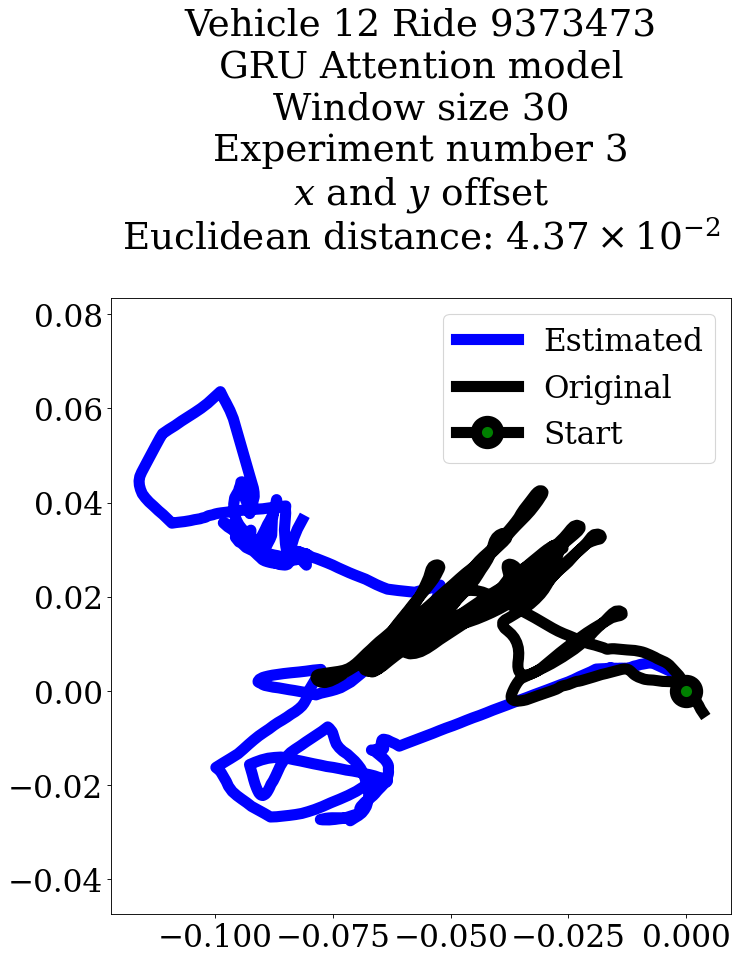 Vehicle 12 Ride 9373473
GRU Attention model
Window size 30
Experiment number 3
x and y offset
Euclidean distance: 4.37 × 10⁻²
Estimated
Original
Start
0.08
0.06
0.04
0.02
0.00
−0.02
−0.04
−0.100 −0.075 −0.050 −0.025 0.000